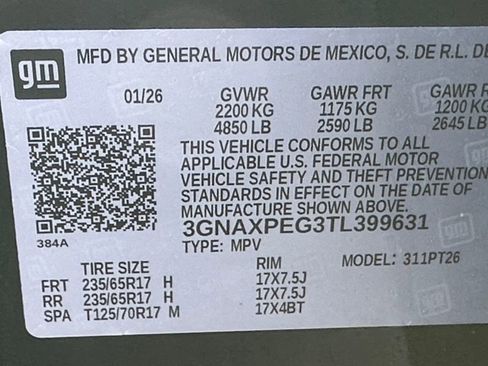 gm
MFD BY GENERAL MOTORS DE MEXICO, S. DE R.L. DE
01/26 GVWR GAWR FRT GAWR R
2200 KG 1175 KG 1200 KG
4850 LB 2590 LB 2645 LB
THIS VEHICLE CONFORMS TO ALL
APPLICABLE U.S. FEDERAL MOTOR
VEHICLE SAFETY AND THEFT PREVENTION
STANDARDS IN EFFECT ON THE DATE OF
MANUFACTURE SHOWN ABOVE.
3GNAXPEG3TL399631
384A
TYPE: MPV MODEL: 311PT26
TIRE SIZE RIM
FRT 235/65R17 H 17X7.5J
RR 235/65R17 H 17X7.5J
SPA T125/70R17 M 17X4BT